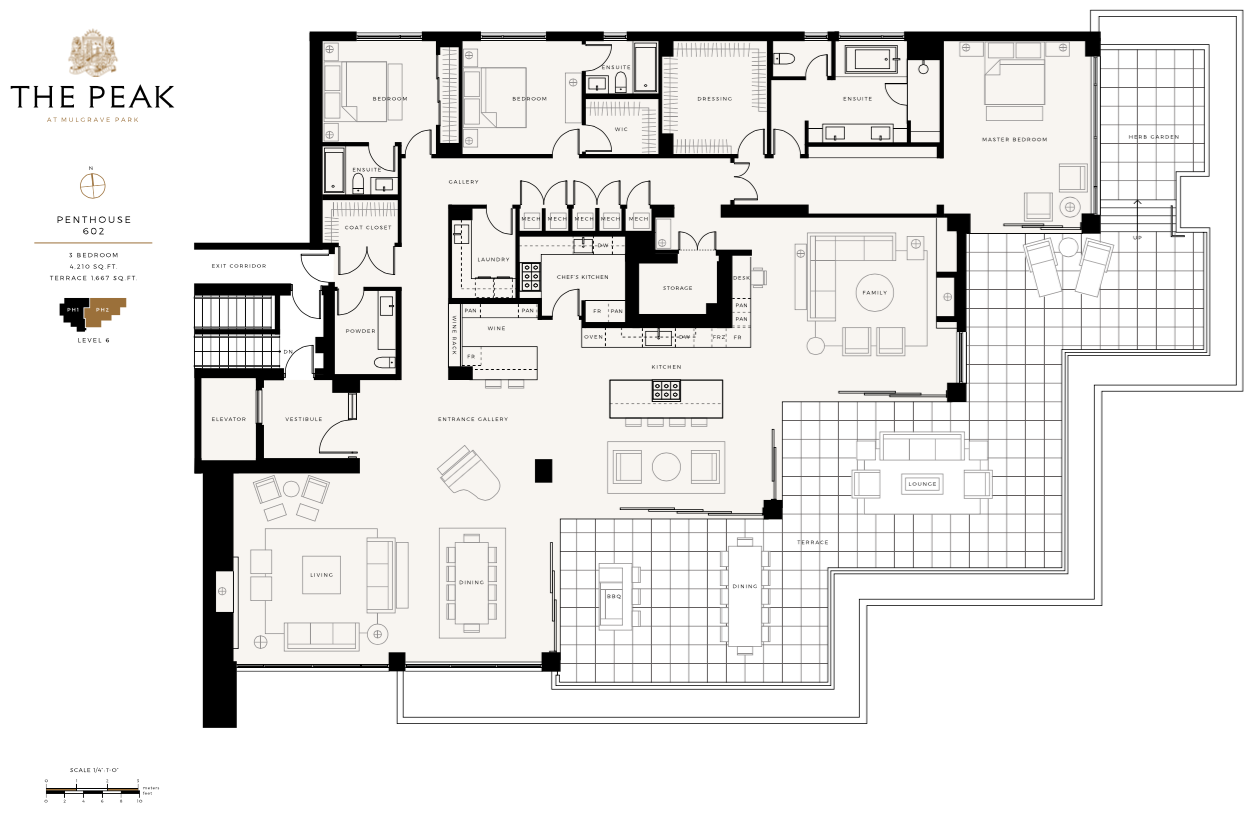 THE PEAK
AT MULGRAVE PARK
N
PENTHOUSE
602
3 BEDROOM
4,210 SQ.FT.
TERRACE 1,667 SQ.FT.
PH1 PH2
LEVEL 6
SCALE 1/4"-1'-0"
0 1 2 3 meters
feet
0 2 4 6 8 10
BEDROOM
BEDROOM
ENSUITE
WIC
DRESSING
ENSUITE
MASTER BEDROOM
HERB GARDEN
ENSUITE
GALLERY
COAT CLOSET
MECH MECH MECH MECH MECH
UP
EXIT CORRIDOR
LAUNDRY
DW
CHEF'S KITCHEN
STORAGE
DESK
FAMILY
PAN
PAN
FR PAN
PAN
PAN
POWDER
WINE RACK
WINE
FR
OVEN
DW
FRZ
FR
DN
KITCHEN
ELEVATOR
VESTIBULE
ENTRANCE GALLERY
LOUNGE
TERRACE
LIVING
DINING
BBQ
DINING